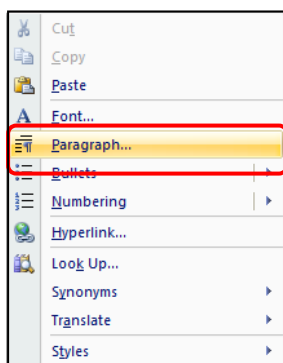 Cut
Copy
Paste
Font...
Paragraph...
Bullets
Numbering
Hyperlink...
Look Up...
Synonyms
Translate
Styles